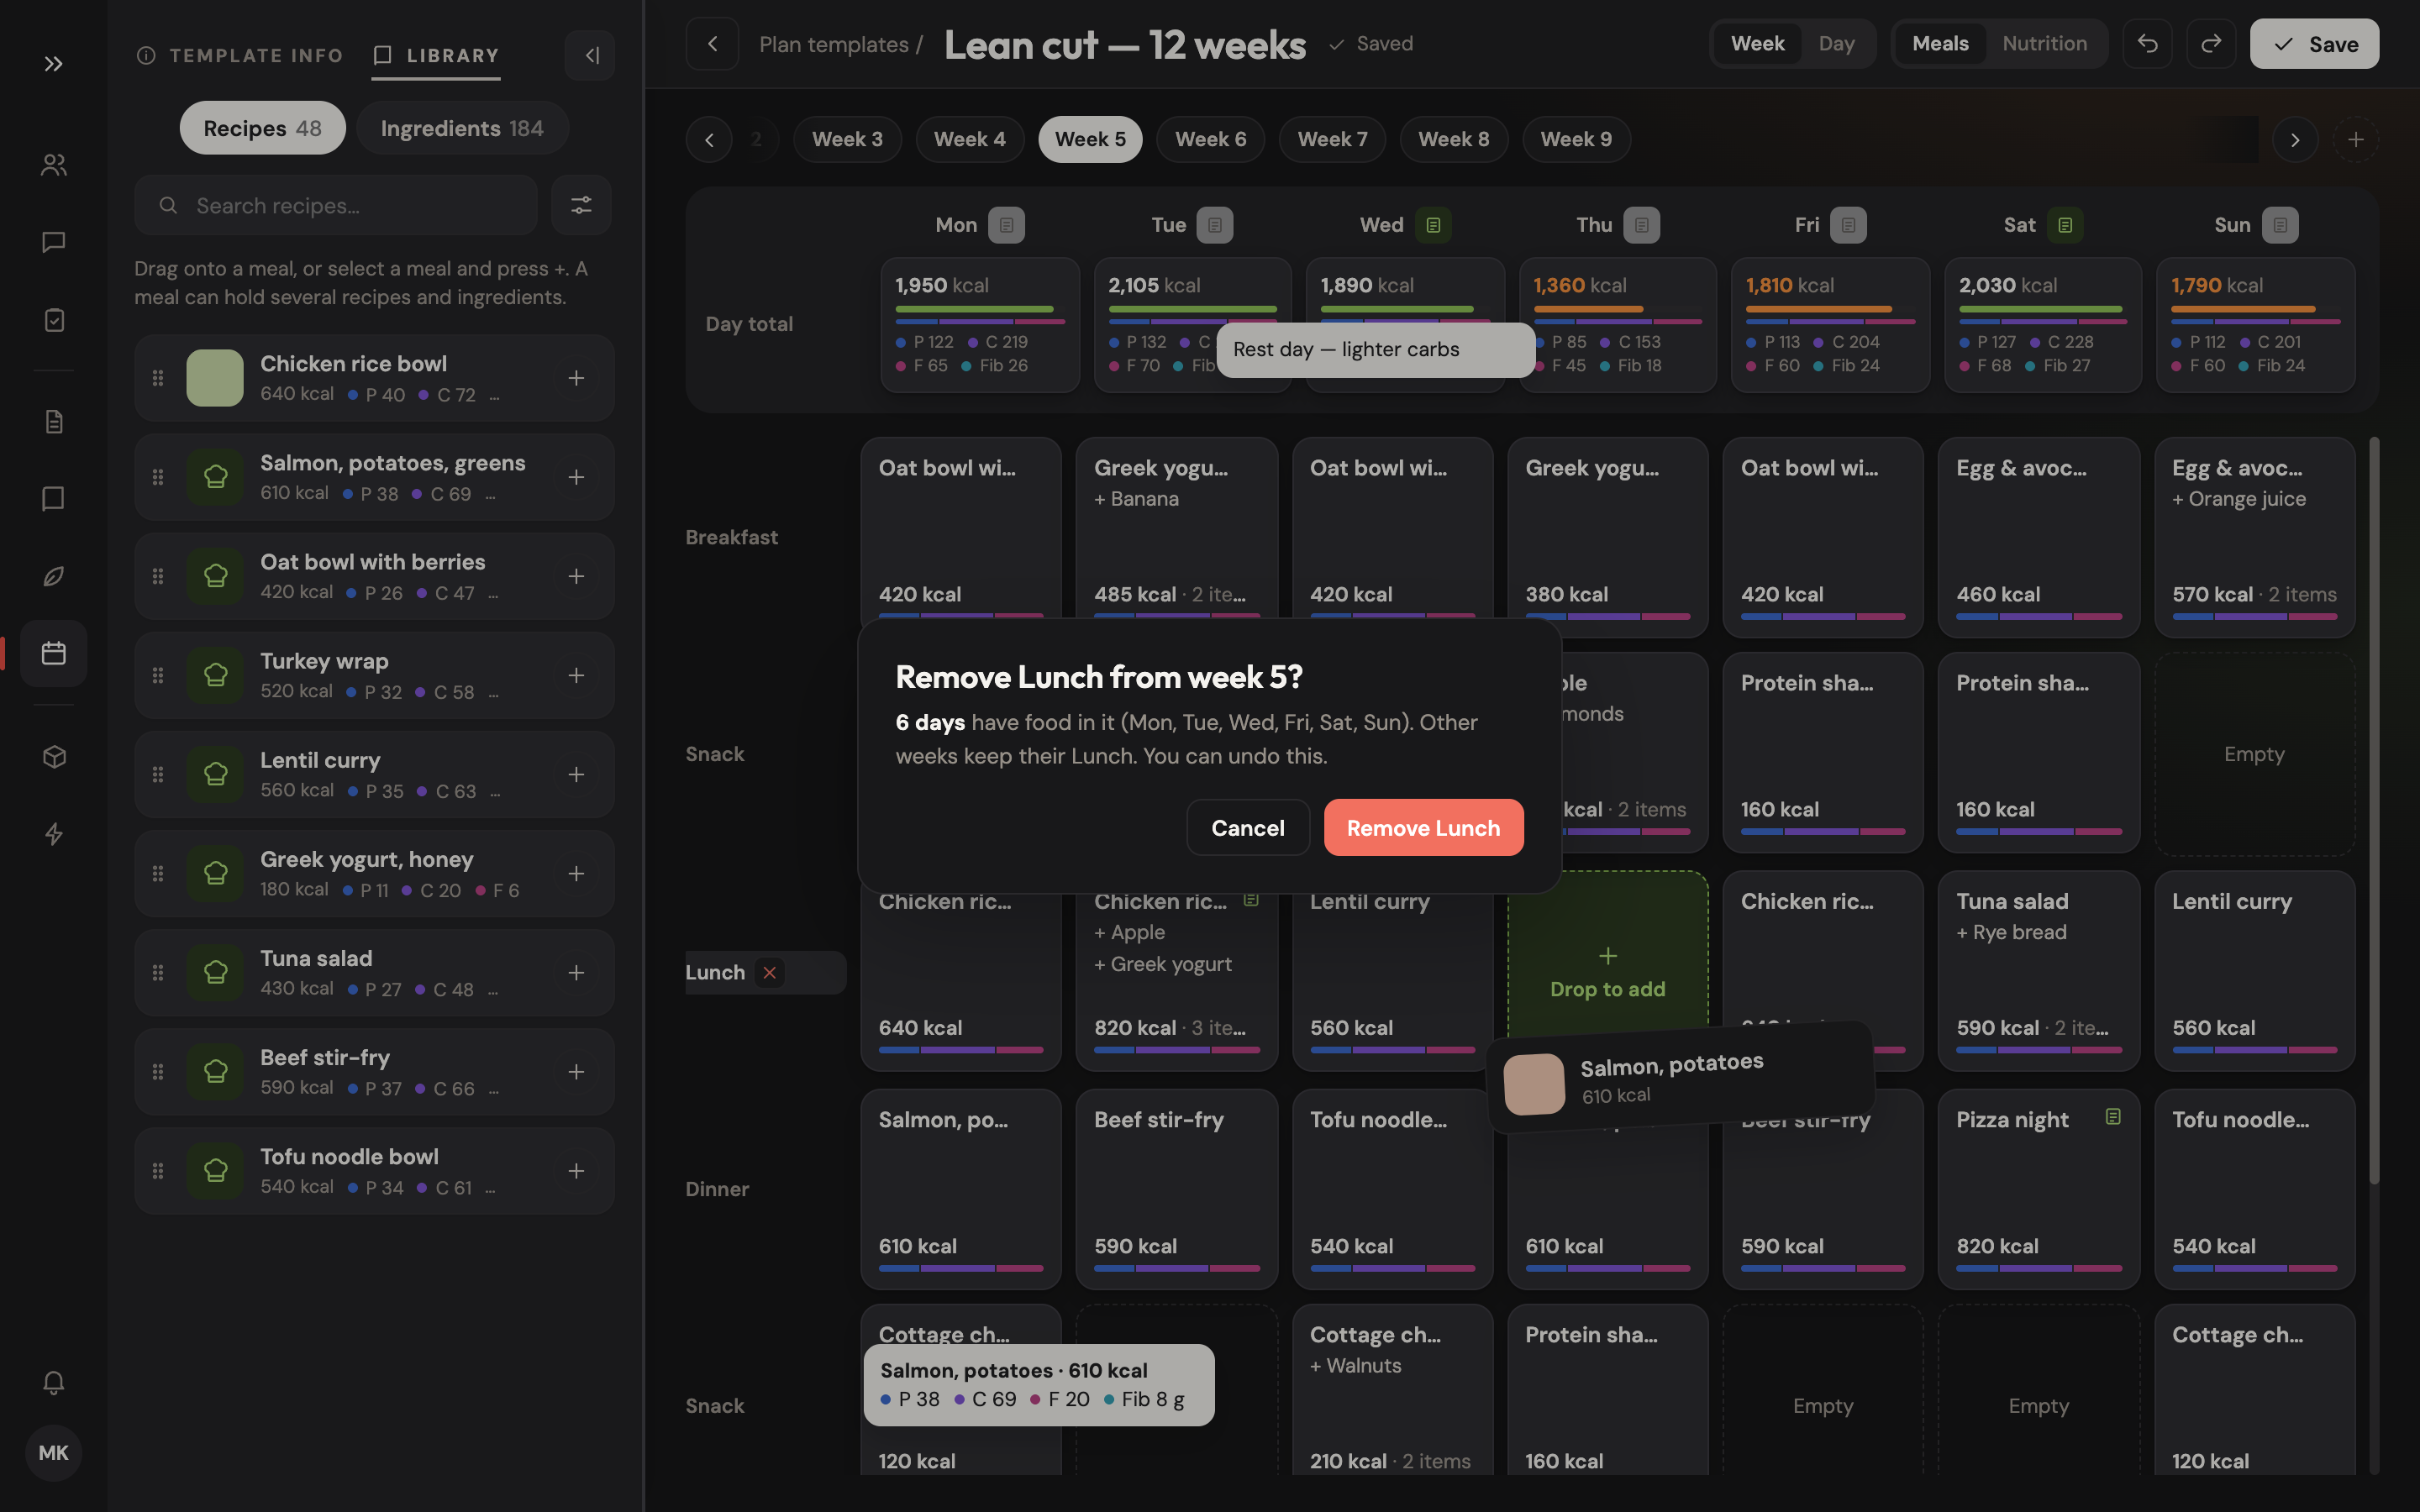 TEMPLATE INFO
LIBRARY
Recipes 48
Ingredients 184
Search recipes...
Drag onto a meal, or select a meal and press +. A
meal can hold several recipes and ingredients.
Chicken rice bowl
640 kcal P 40 C 72 ...
Salmon, potatoes, greens
610 kcal P 38 C 69 ...
Oat bowl with berries
420 kcal P 26 C 47 ...
Turkey wrap
520 kcal P 32 C 58 ...
Lentil curry
560 kcal P 35 C 63 ...
Greek yogurt, honey
180 kcal P 11 C 20 F 6
Tuna salad
430 kcal P 27 C 48 ...
Beef stir-fry
590 kcal P 37 C 66 ...
Tofu noodle bowl
540 kcal P 34 C 61 ...
MK
Plan templates / Lean cut — 12 weeks Saved
Week Day
Meals Nutrition
Save
2 Week 3 Week 4 Week 5 Week 6 Week 7 Week 8 Week 9
Mon Tue Wed Thu Fri Sat Sun
Day total
1,950 kcal 2,105 kcal 1,890 kcal 1,360 kcal 1,810 kcal 2,030 kcal 1,790 kcal
P 122 C 219 P 132 C P 85 C 153 P 113 C 204 P 127 C 228 P 112 C 201
F 65 Fib 26 F 70 Fib F 45 Fib 18 F 60 Fib 24 F 68 Fib 27 F 60 Fib 24
Rest day — lighter carbs
Breakfast
Oat bowl wi... Greek yogu... Oat bowl wi... Greek yogu... Oat bowl wi... Egg & avoc... Egg & avoc...
+ Banana + Orange juice
420 kcal 485 kcal · 2 ite... 420 kcal 380 kcal 420 kcal 460 kcal 570 kcal · 2 items
Snack
Protein sha... Protein sha...
Empty
kcal · 2 items 160 kcal 160 kcal
Remove Lunch from week 5?
6 days have food in it (Mon, Tue, Wed, Fri, Sat, Sun). Other
weeks keep their Lunch. You can undo this.
Cancel
Remove Lunch
Lunch
Chicken ric... Chicken ric... Lentil curry Chicken ric... Tuna salad Lentil curry
+ Apple + Rye bread
+ Greek yogurt
Drop to add
640 kcal 820 kcal · 3 ite... 560 kcal 590 kcal · 2 ite... 560 kcal
Salmon, potatoes
610 kcal
Dinner
Salmon, po... Beef stir-fry Tofu noodle... Beef stir-fry Pizza night Tofu noodle...
610 kcal 590 kcal 540 kcal 610 kcal 590 kcal 820 kcal 540 kcal
Snack
Cottage ch... Cottage ch... Protein sha... Cottage ch...
+ Walnuts
Salmon, potatoes · 610 kcal
P 38 C 69 F 20 Fib 8 g
Empty Empty
120 kcal 210 kcal · 2 items 160 kcal 120 kcal